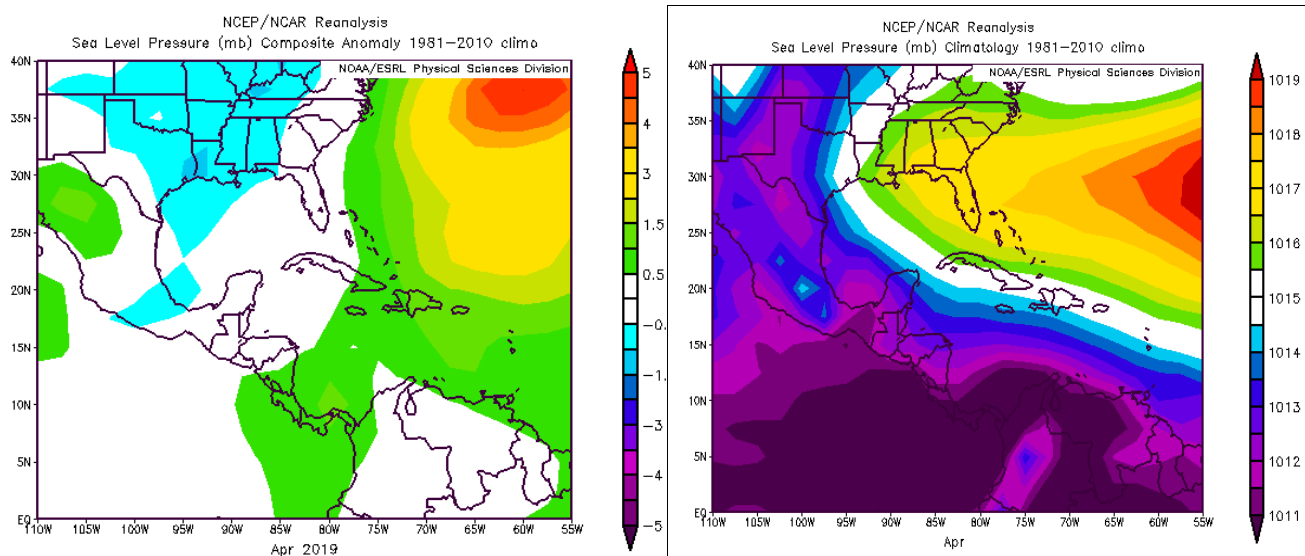 NCEP/NCAR Reanalysis
Sea Level Pressure (mb) Composite Anomaly 1981-2010 climo
NOAA/ESRL Physical Sciences Division
40N
35N
30N
25N
20N
15N
10N
5N
EQ
110W 105W 100W 95W 90W 85W 80W 75W 70W 65W 60W 55W
Apr 2019
5
4
3
1.5
0.5
-0.
-1.
-3
-4
-5
NCEP/NCAR Reanalysis
Sea Level Pressure (mb) Climatology 1981-2010 climo
NOAA/ESRL Physical Sciences Division
40N
35N
30N
25N
20N
15N
10N
5N
EQ
110W 105W 100W 95W 90W 85W 80W 75W 70W 65W 60W 55W
Apr
1019
1018
1017
1016
1015
1014
1013
1012
1011